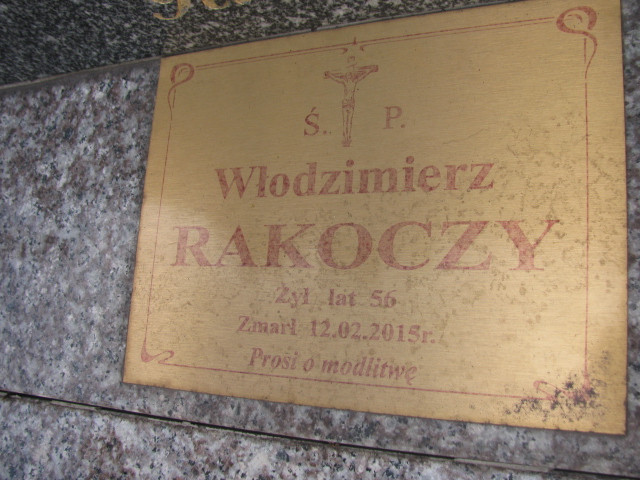 Ś. P.
Włodzimierz
RAKOCZY
Żył lat 56
Zmarł 12.02.2015r.
Prosi o modlitwę